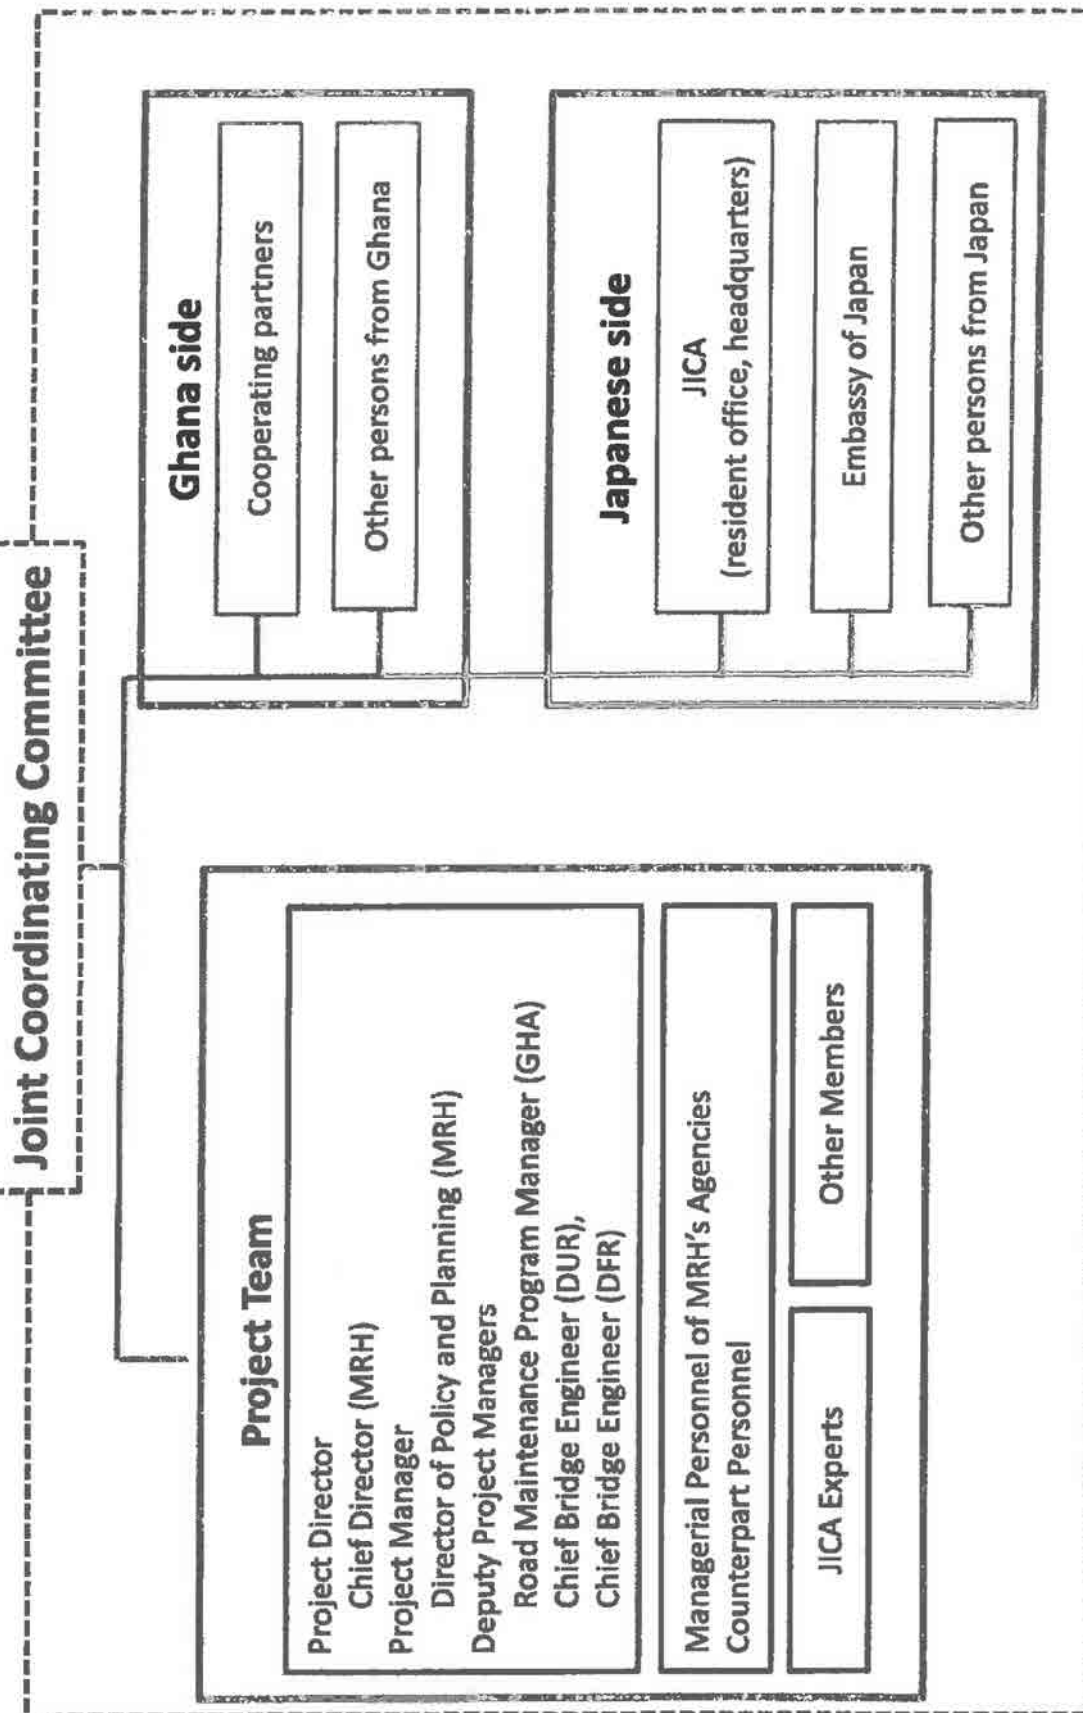 Joint Coordinating Committee
Project Team
Project Director
Chief Director (MRH)
Project Manager
Director of Policy and Planning (MRH)
Deputy Project Managers
Road Maintenance Program Manager (GHA)
Chief Bridge Engineer (DUR),
Chief Bridge Engineer (DFR)
Managerial Personnel of MRH's Agencies
Counterpart Personnel
JICA Experts
Other Members
Ghana side
Cooperating partners
Other persons from Ghana
Japanese side
JICA
(resident office, headquarters)
Embassy of Japan
Other persons from Japan